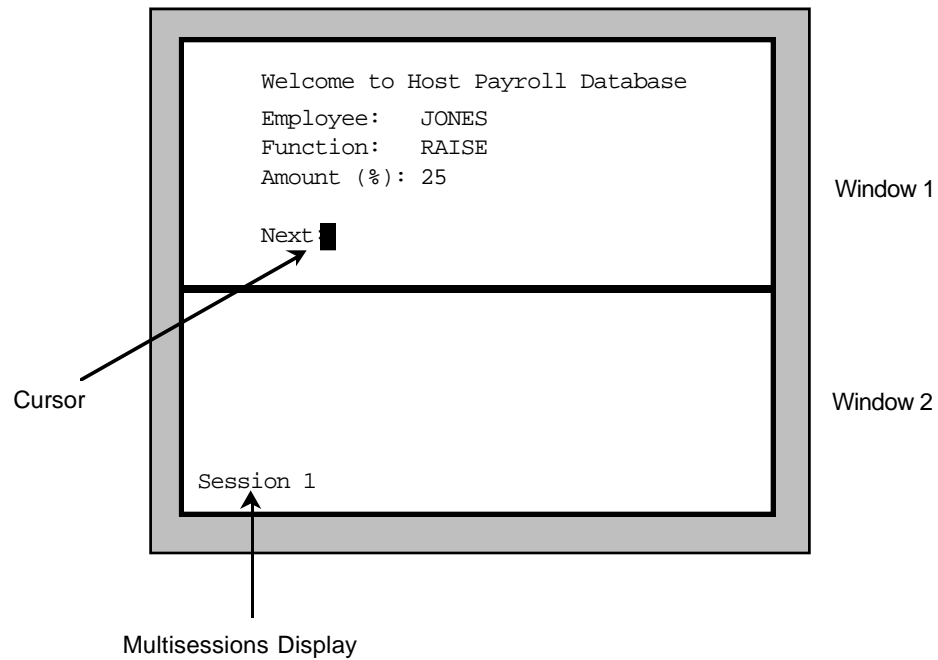 Welcome to Host Payroll Database
Employee: JONES
Function: RAISE
Amount (%): 25
Window 1
Next:
Cursor
Window 2
Session 1
Multisessions Display